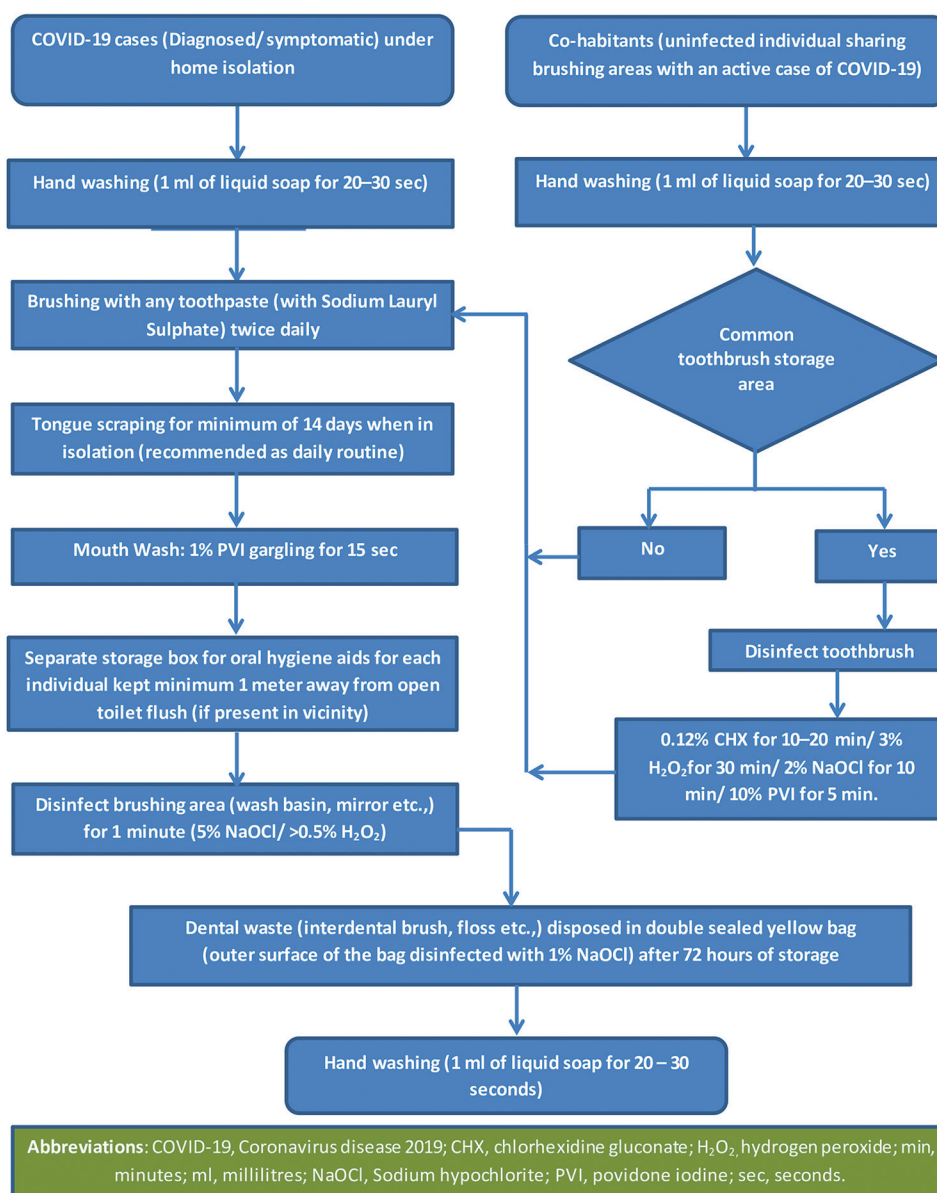 COVID-19 cases (Diagnosed/ symptomatic) under
home isolation
Hand washing (1 ml of liquid soap for 20–30 sec)
Brushing with any toothpaste (with Sodium Lauryl
Sulphate) twice daily
Tongue scraping for minimum of 14 days when in
isolation (recommended as daily routine)
Mouth Wash: 1% PVI gargling for 15 sec
Separate storage box for oral hygiene aids for each
individual kept minimum 1 meter away from open
toilet flush (if present in vicinity)
Disinfect brushing area (wash basin, mirror etc.,)
for 1 minute (5% NaOCl/ >0.5% H₂O₂)
Co-habitants (uninfected individual sharing
brushing areas with an active case of COVID-19)
Hand washing (1 ml of liquid soap for 20–30 sec)
Common
toothbrush storage
area
No
Yes
Disinfect toothbrush
0.12% CHX for 10–20 min/ 3%
H₂O₂for 30 min/ 2% NaOCl for 10
min/ 10% PVI for 5 min.
Dental waste (interdental brush, floss etc.,) disposed in double sealed yellow bag
(outer surface of the bag disinfected with 1% NaOCl) after 72 hours of storage
Hand washing (1 ml of liquid soap for 20 – 30
seconds)
Abbreviations: COVID-19, Coronavirus disease 2019; CHX, chlorhexidine gluconate; H₂O₂, hydrogen peroxide; min,
minutes; ml, millilitres; NaOCl, Sodium hypochlorite; PVI, povidone iodine; sec, seconds.